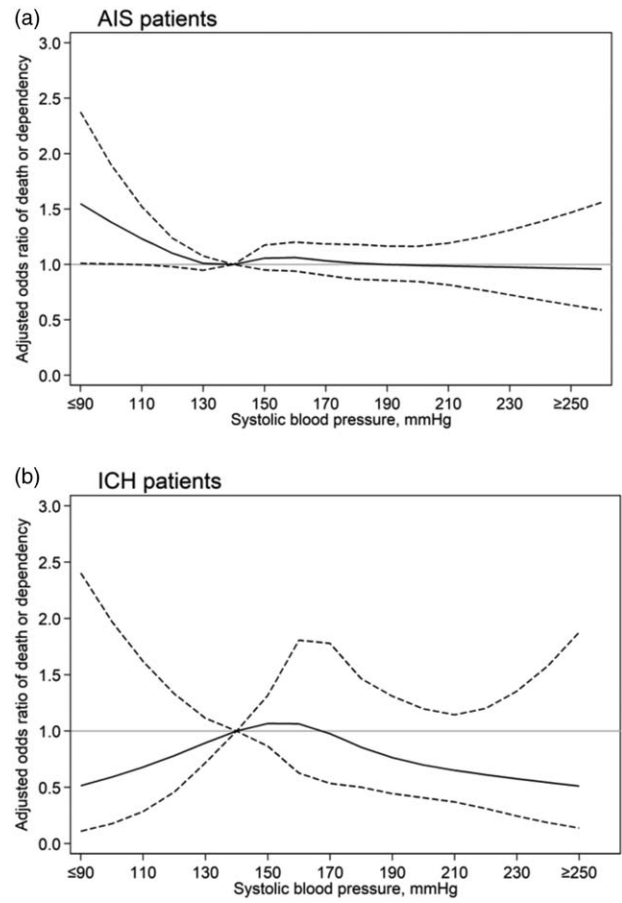 (a)
AIS patients
Adjusted odds ratio of death or dependency
3.0
2.5
2.0
1.5
1.0
0.5
0.0
≤90 110 130 150 170 190 210 230 ≥250
Systolic blood pressure, mmHg
(b)
ICH patients
Adjusted odds ratio of death or dependency
3.0
2.5
2.0
1.5
1.0
0.5
0.0
≤90 110 130 150 170 190 210 230 ≥250
Systolic blood pressure, mmHg